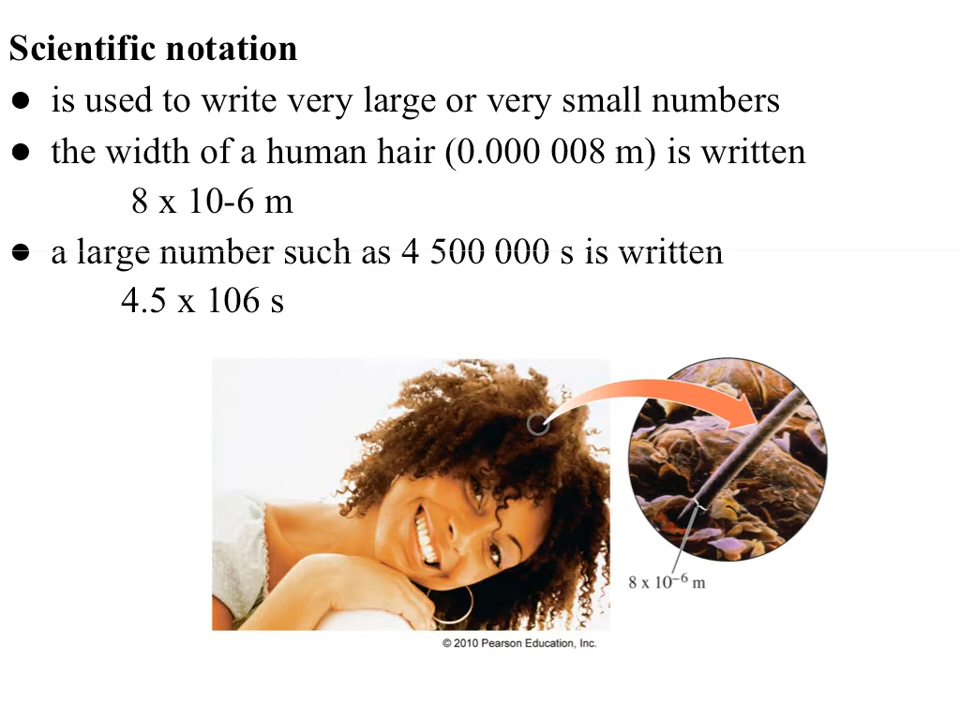 Scientific notation
● is used to write very large or very small numbers
● the width of a human hair (0.000 008 m) is written
8 x 10-6 m
● a large number such as 4 500 000 s is written
4.5 x 106 s
8 x 10⁻⁶ m
© 2010 Pearson Education, Inc.